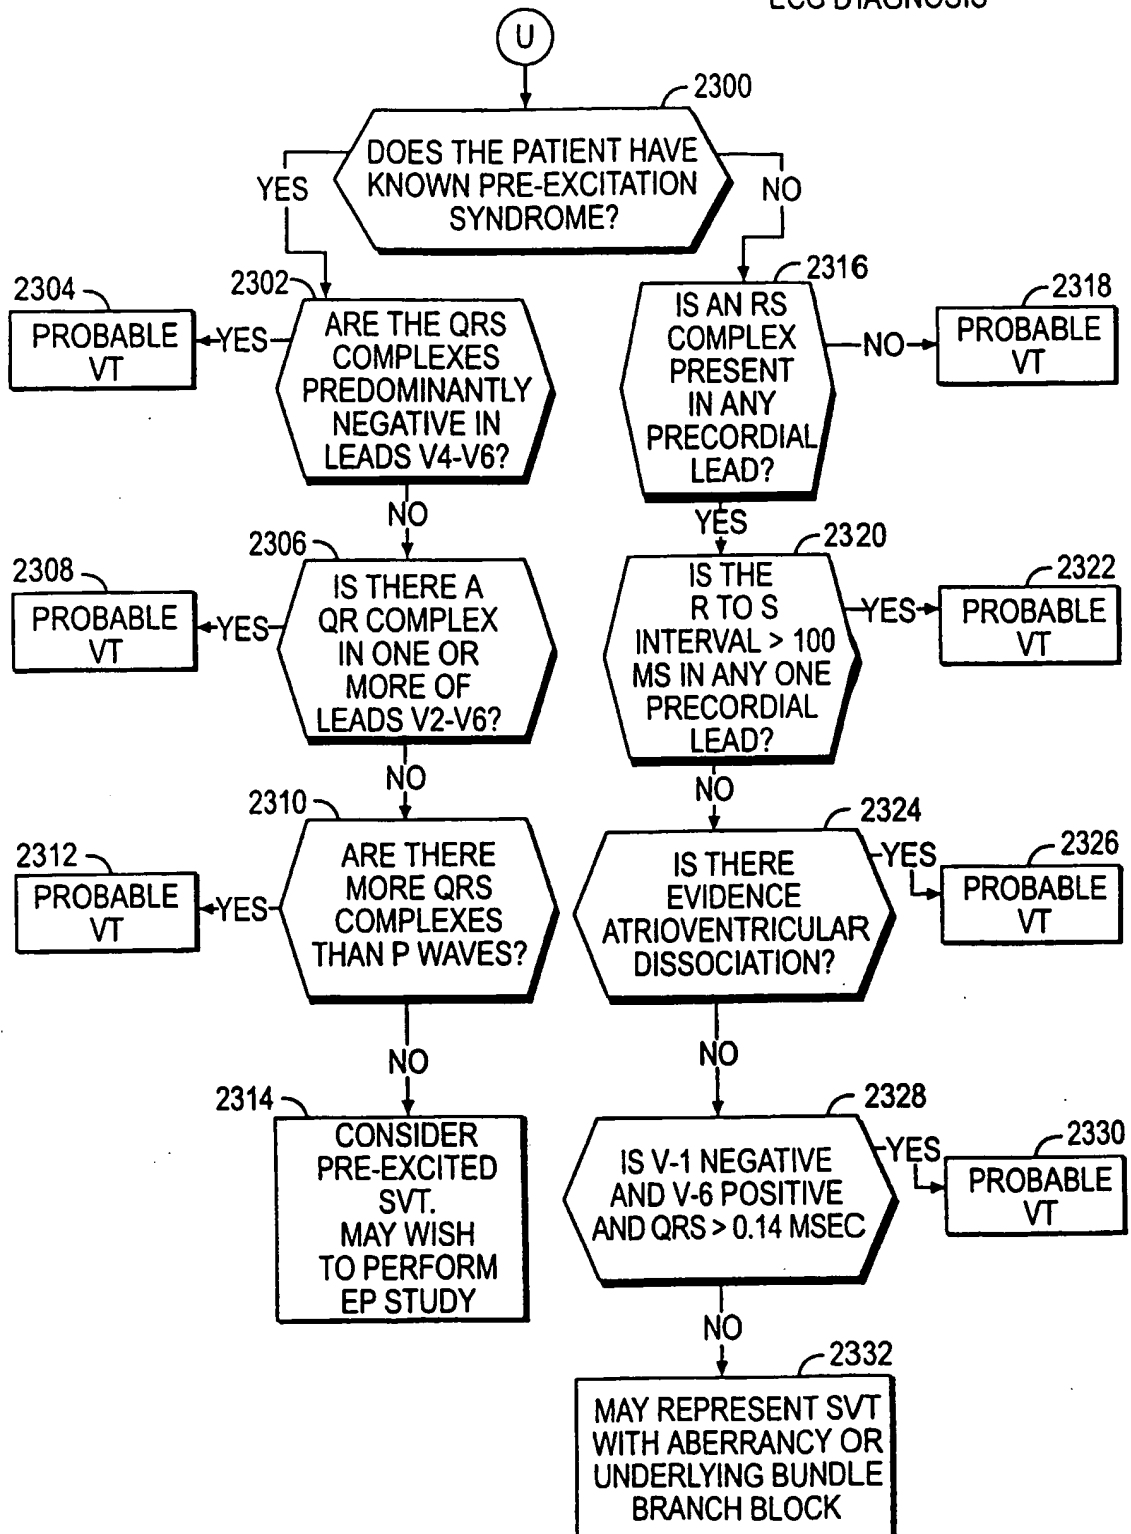 ECG DIAGNOSIS
U
2300
DOES THE PATIENT HAVE
KNOWN PRE-EXCITATION
SYNDROME?
YES
NO
2302
ARE THE QRS
COMPLEXES
PREDOMINANTLY
NEGATIVE IN
LEADS V4-V6?
YES
2304
PROBABLE
VT
NO
2306
IS THERE A
QR COMPLEX
IN ONE OR
MORE OF
LEADS V2-V6?
YES
2308
PROBABLE
VT
NO
2310
ARE THERE
MORE QRS
COMPLEXES
THAN P WAVES?
YES
2312
PROBABLE
VT
NO
2314
CONSIDER
PRE-EXCITED
SVT.
MAY WISH
TO PERFORM
EP STUDY
2316
IS AN RS
COMPLEX
PRESENT
IN ANY
PRECORDIAL
LEAD?
NO
2318
PROBABLE
VT
YES
2320
IS THE
R TO S
INTERVAL > 100
MS IN ANY ONE
PRECORDIAL
LEAD?
YES
2322
PROBABLE
VT
NO
2324
IS THERE
EVIDENCE
ATRIOVENTRICULAR
DISSOCIATION?
YES
2326
PROBABLE
VT
NO
2328
IS V-1 NEGATIVE
AND V-6 POSITIVE
AND QRS > 0.14 MSEC
YES
2330
PROBABLE
VT
NO
2332
MAY REPRESENT SVT
WITH ABERRANCY OR
UNDERLYING BUNDLE
BRANCH BLOCK